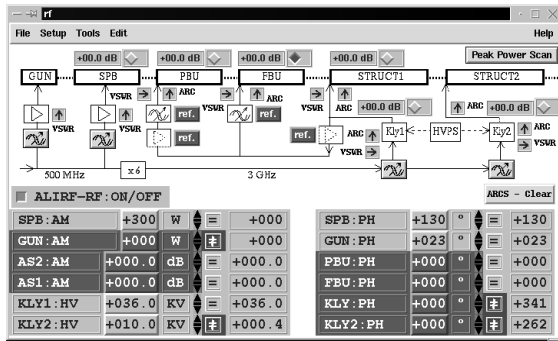 rf
File Setup Tools Edit Help
+00.0 dB +00.0 dB +00.0 dB +00.0 dB Peak Power Scan
GUN SPB PBU FBU STRUCT1 STRUCT2
VSWR ARC VSWR ARC VSWR ARC +00.0 dB ARC +00.0 dB
VSWR VSWR ref. ref. ref. ARC Kly1 HVPS ARC Kly2
ref. VSWR VSWR
500 MHz x6 3 GHz
ALIRF-RF:ON/OFF ARCS - Clear
SPB:AM +300 W = +000 SPB:PH +130 ° = +130
GUN:AM +000 W ≠ +000 GUN:PH +023 ° = +023
AS2:AM +000.0 dB = +000.0 PBU:PH +000 ° = +000
AS1:AM +000.0 dB = +000.0 FBU:PH +000 ° = +000
KLY1:HV +036.0 KV = +036.0 KLY:PH +000 ° ≠ +341
KLY2:HV +010.0 KV ≠ +000.4 KLY2:PH +000 ° ≠ +262